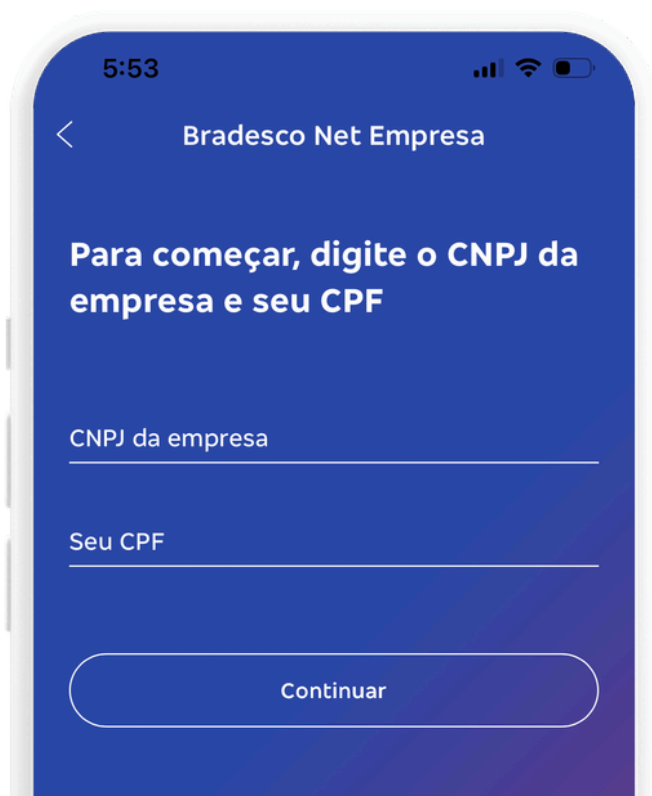 5:53
Bradesco Net Empresa
Para começar, digite o CNPJ da
empresa e seu CPF
CNPJ da empresa
Seu CPF
Continuar